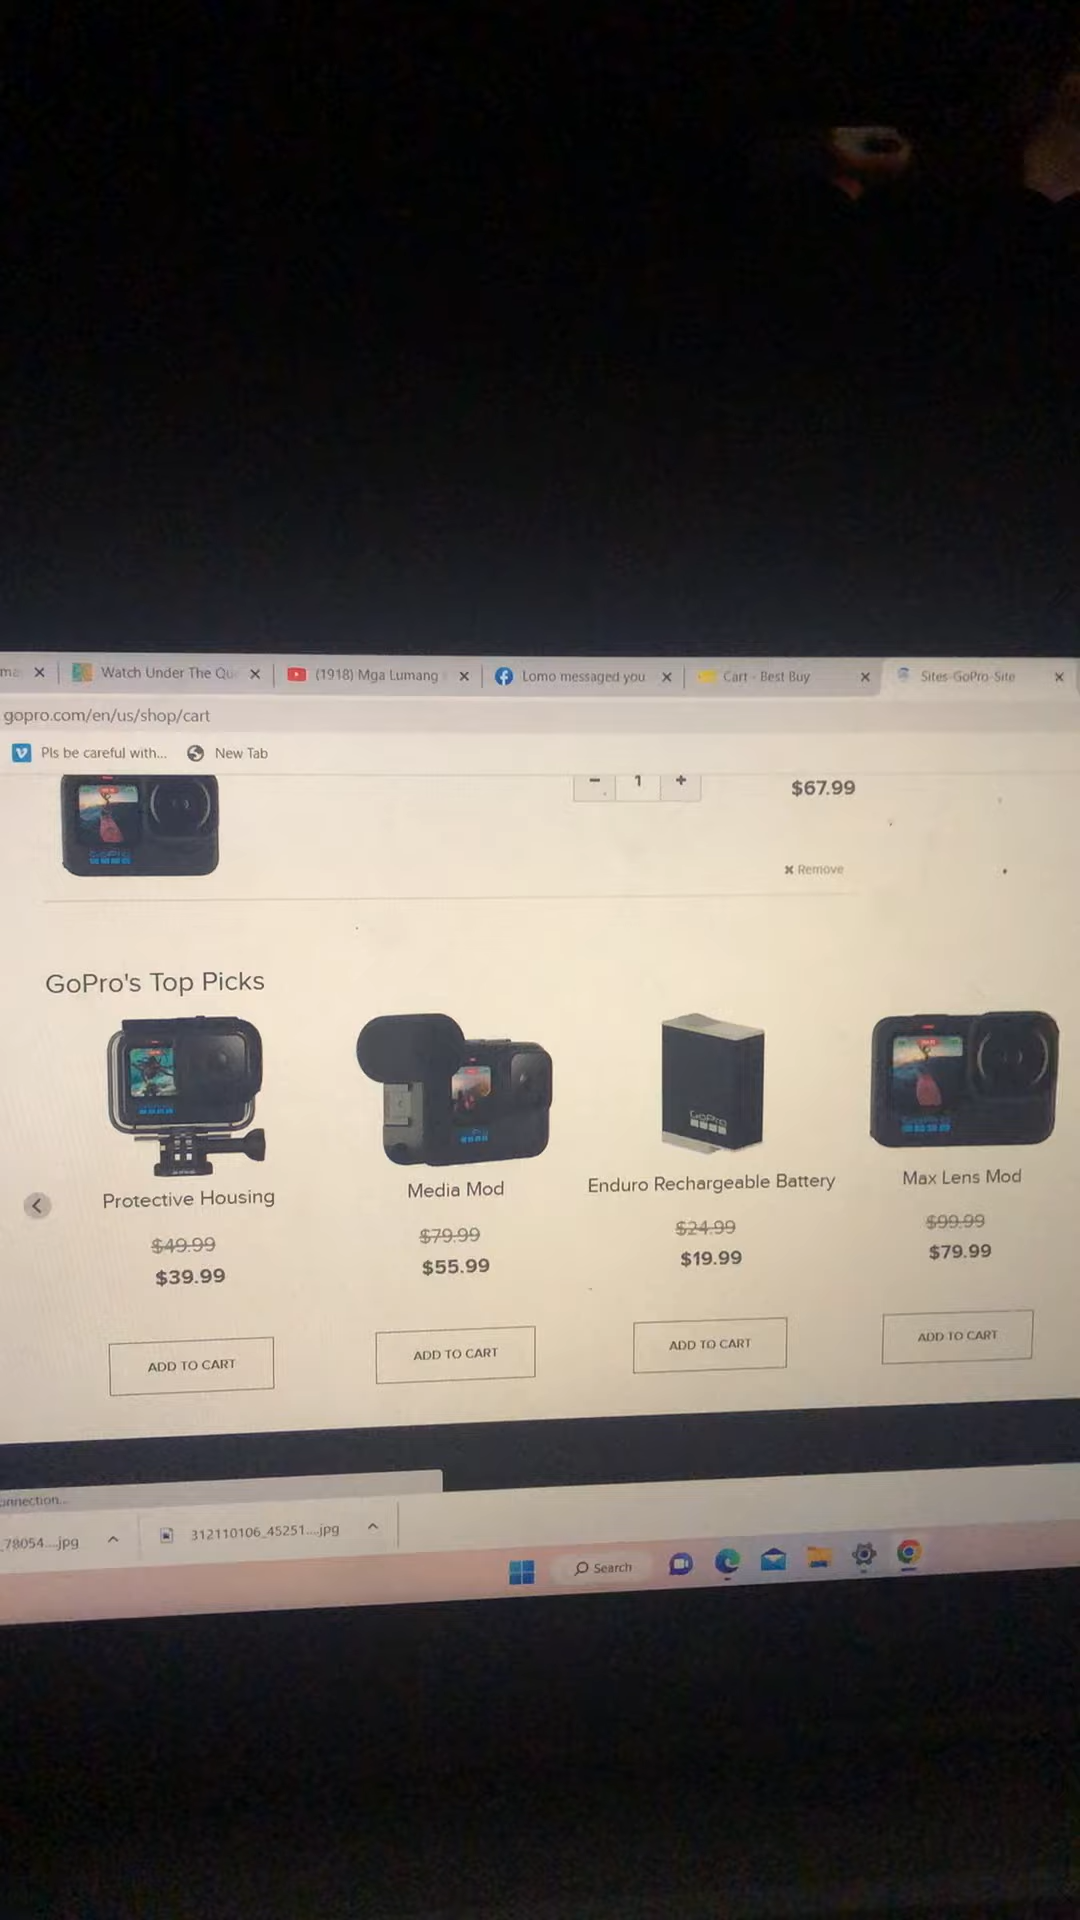 Watch Under The Qu
(1918) Mga Lumang
Lomo messaged you
Cart - Best Buy
Sites-GoPro-Site
gopro.com/en/us/shop/cart
Pls be careful with...
New Tab
− 1 +
$67.99
× Remove
GoPro's Top Picks
Protective Housing
$49.99
$39.99
ADD TO CART
Media Mod
$79.99
$55.99
ADD TO CART
GoPro
Enduro Rechargeable Battery
$24.99
$19.99
ADD TO CART
Max Lens Mod
$99.99
$79.99
ADD TO CART
onnection...
_78054....jpg
312110106_45251....jpg
Search